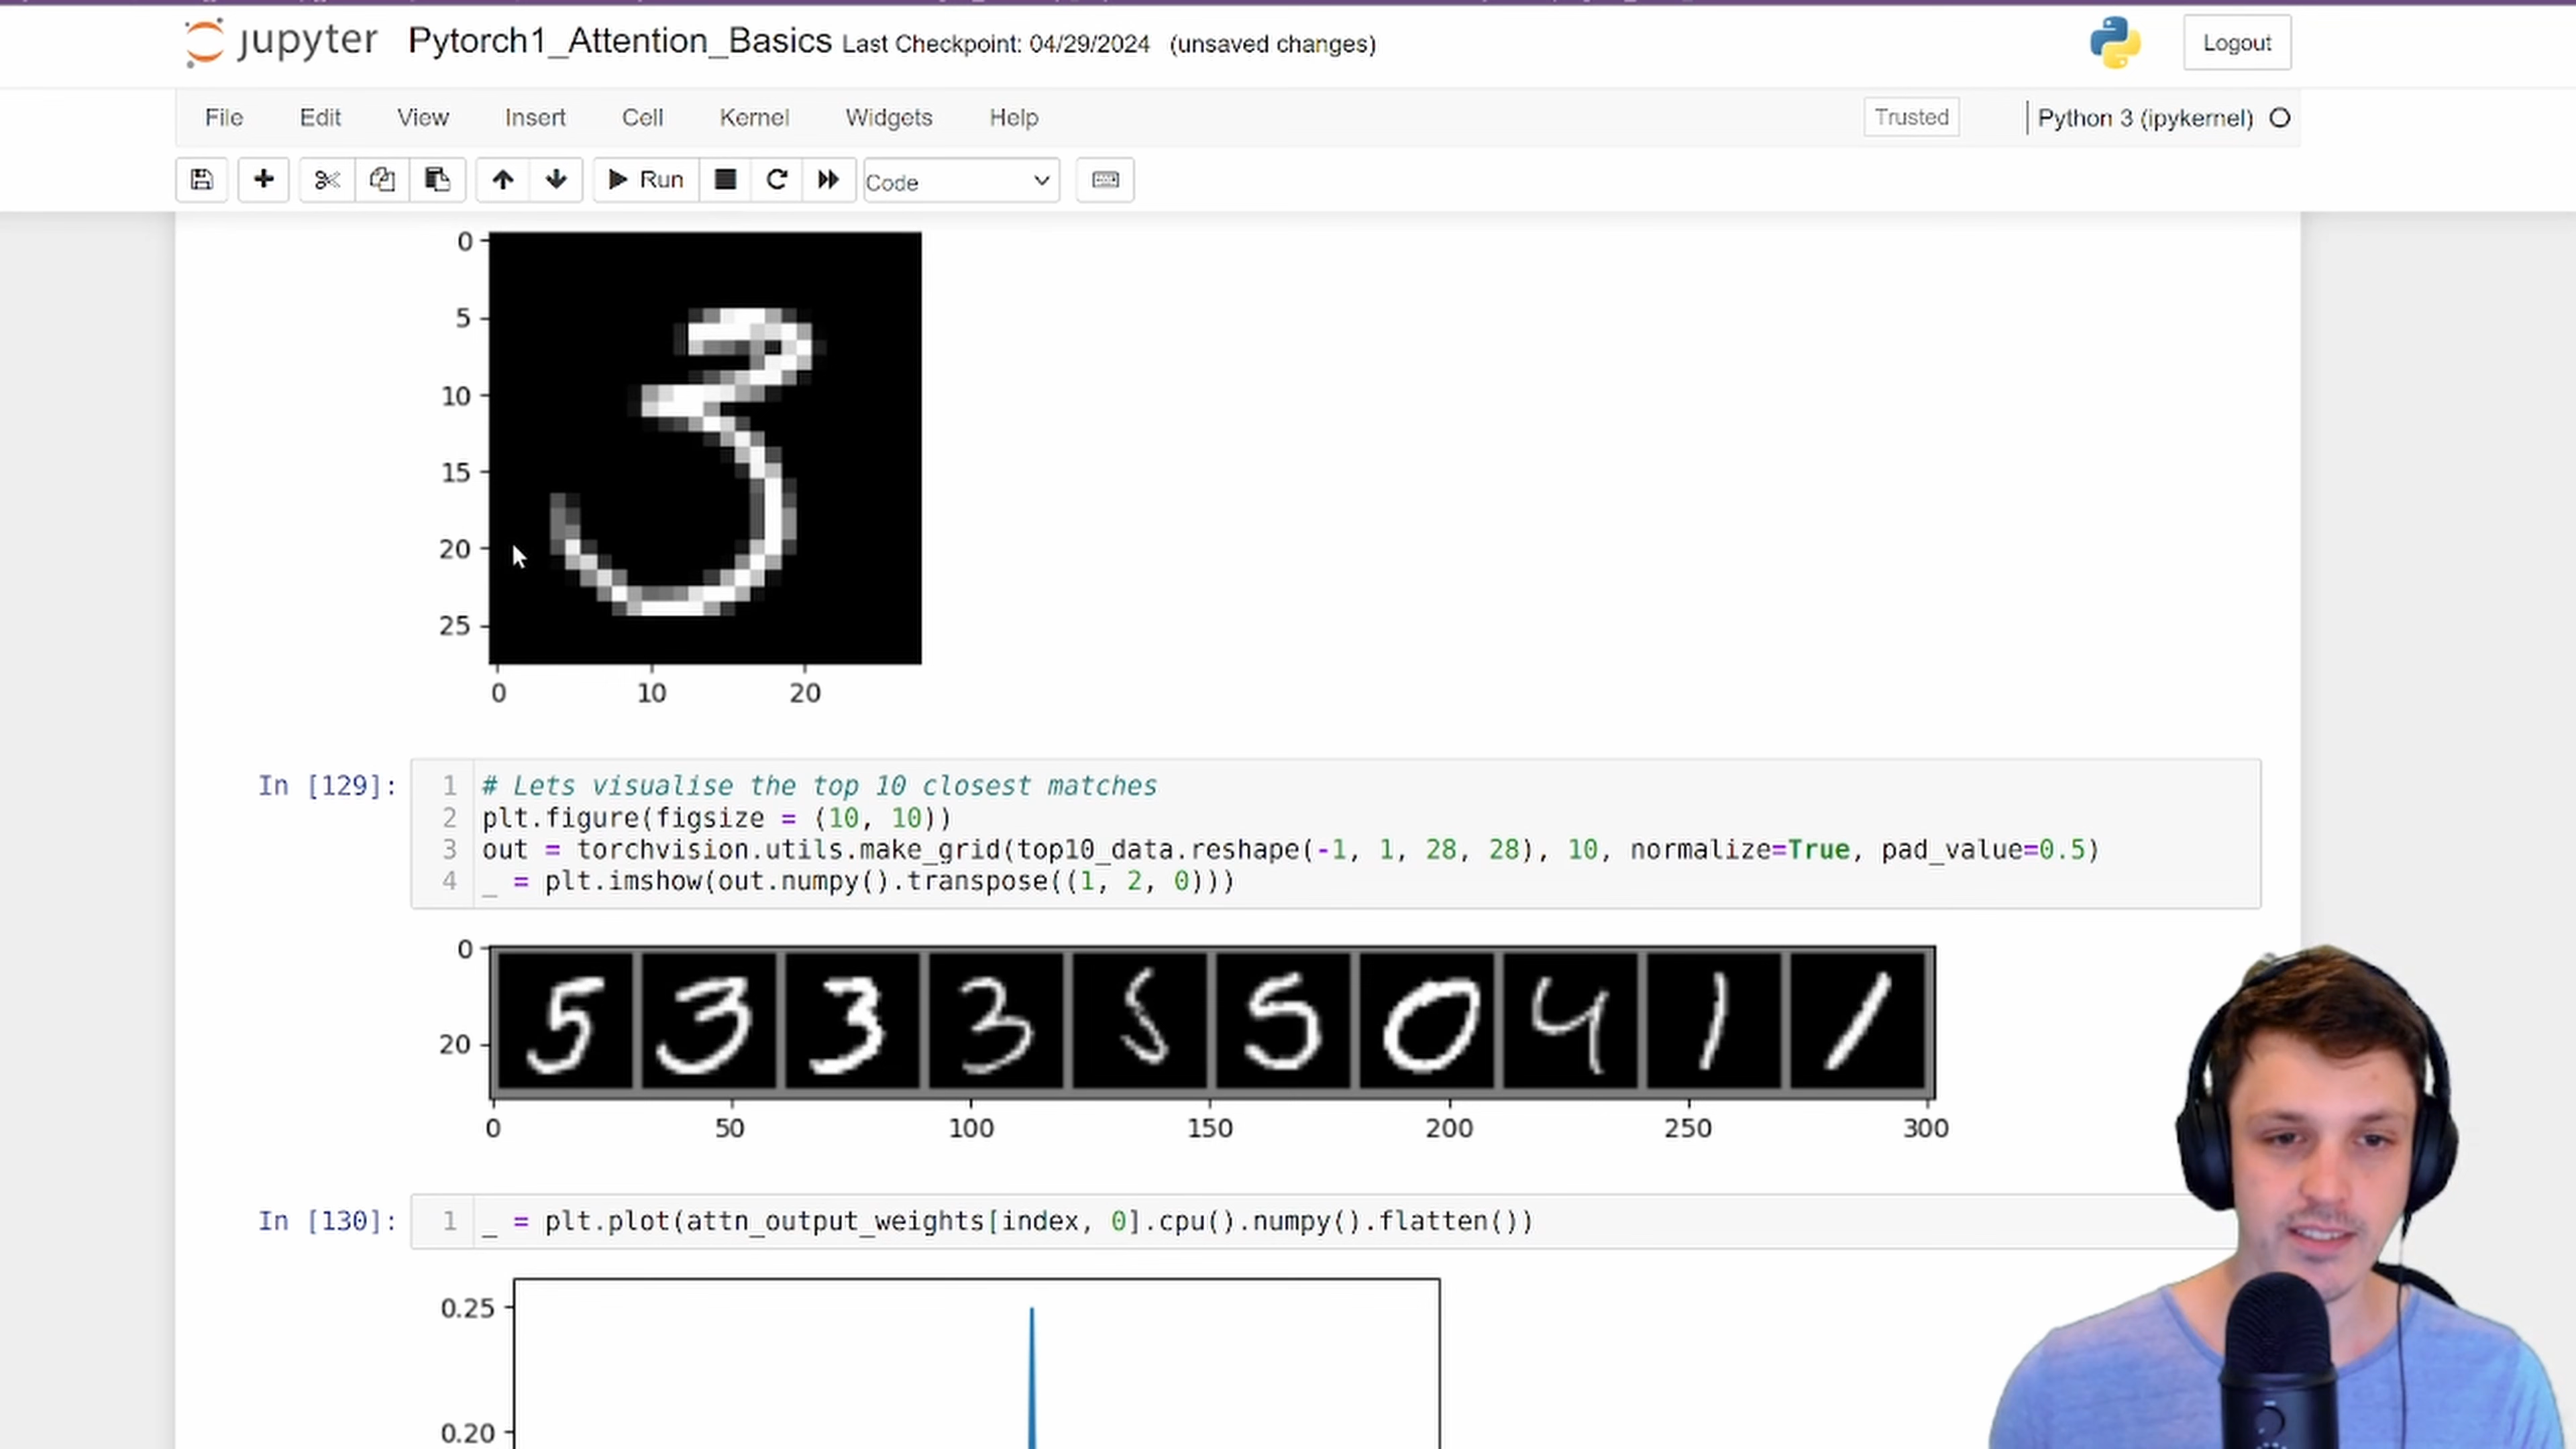 jupyter Pytorch1_Attention_Basics Last Checkpoint: 04/29/2024 (unsaved changes) Logout
File Edit View Insert Cell Kernel Widgets Help Trusted Python 3 (ipykernel)
Run Code
0
5
10
15
20
25
0 10 20
In [129]:
1 # Lets visualise the top 10 closest matches
2 plt.figure(figsize = (10, 10))
3 out = torchvision.utils.make_grid(top10_data.reshape(-1, 1, 28, 28), 10, normalize=True, pad_value=0.5)
4 _ = plt.imshow(out.numpy().transpose((1, 2, 0)))
0
20
5 3 3 3 5 5 0 4 1 1
0 50 100 150 200 250 300
In [130]: 1 _ = plt.plot(attn_output_weights[index, 0].cpu().numpy().flatten())
0.25
0.20
3